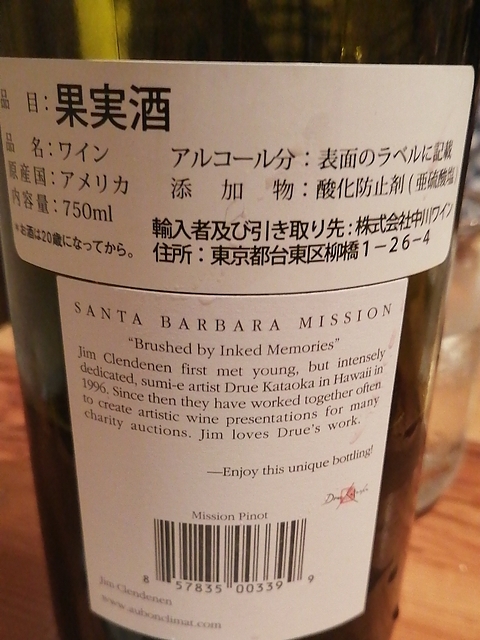 品 目：果実酒
品 名：ワイン
原産国：アメリカ
内容量：750ml
*お酒は20歳になってから。
アルコール分：表面のラベルに記載
添 加 物：酸化防止剤(亜硫酸塩
輸入者及び引き取り先：株式会社中川ワイン
住所：東京都台東区柳橋1-26-4
SANTA BARBARA MISSION
“Brushed by Inked Memories”
Jim Clendenen first met young, but intensely
dedicated, sumi-e artist Drue Kataoka in Hawaii in
1996. Since then they have worked together often
to create artistic wine presentations for many
charity auctions. Jim loves Drue's work.
—Enjoy this unique bottling!
Mission Pinot
8 57835 00339 9
Jim Clendenen
www.aubonclimat.com